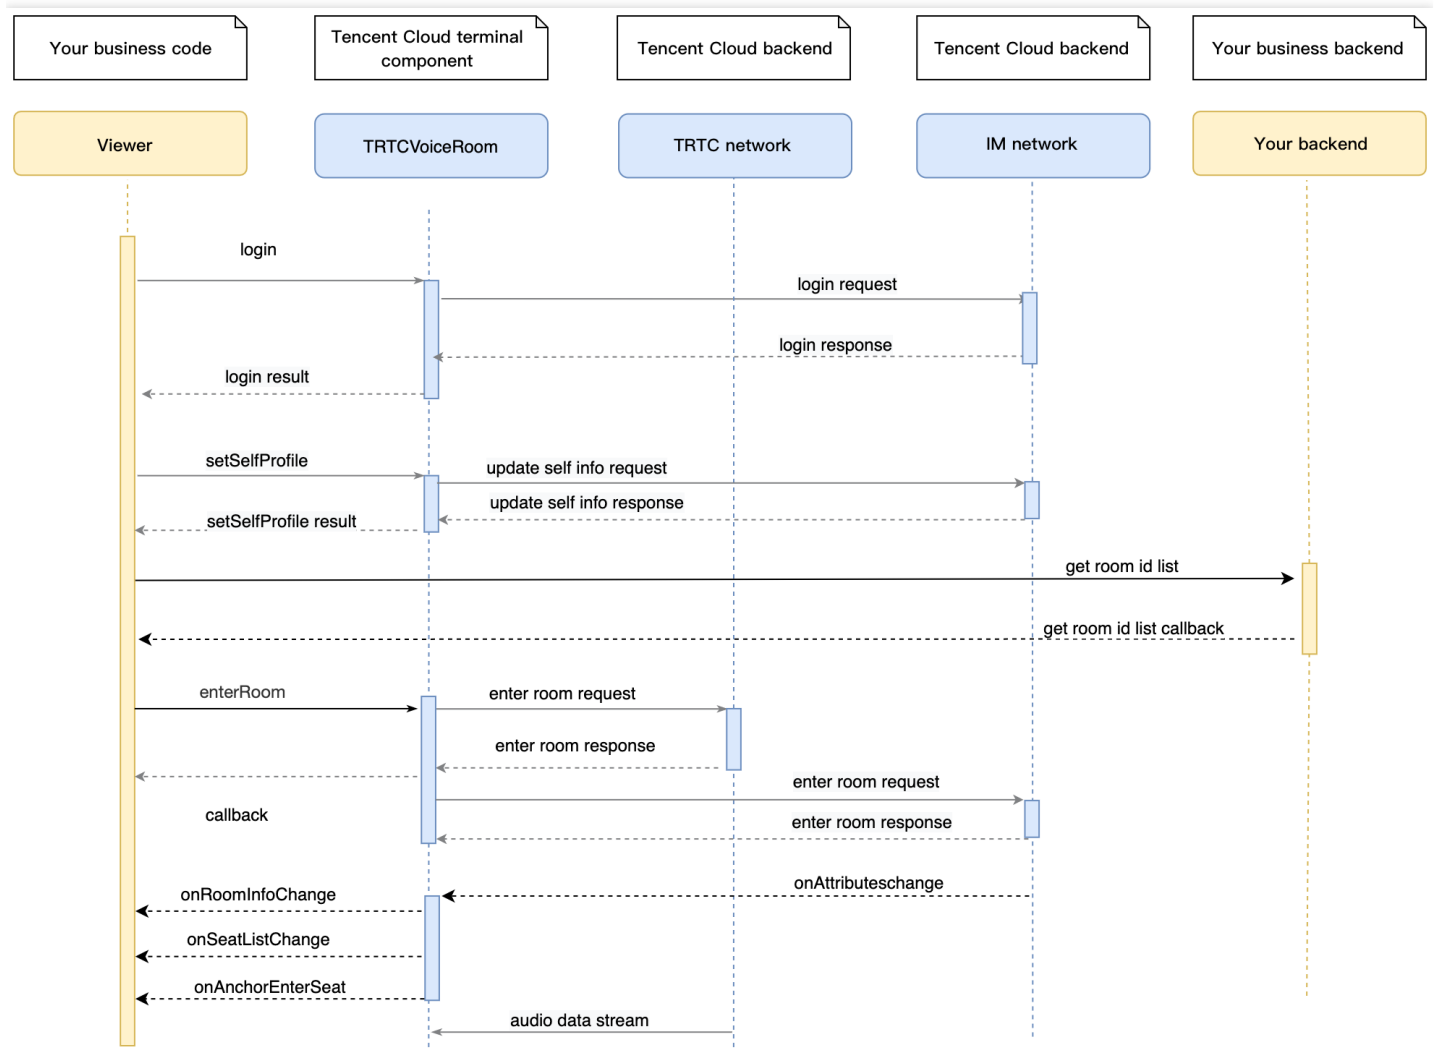 Your business code
Tencent Cloud terminal
component
Tencent Cloud backend
Tencent Cloud backend
Your business backend
Viewer
TRTCVoiceRoom
TRTC network
IM network
Your backend
login
login request
login response
login result
setSelfProfile
update self info request
update self info response
setSelfProfile result
get room id list
get room id list callback
enterRoom
enter room request
enter room response
enter room request
callback
enter room response
onAttributeschange
onRoomInfoChange
onSeatListChange
onAnchorEnterSeat
audio data stream